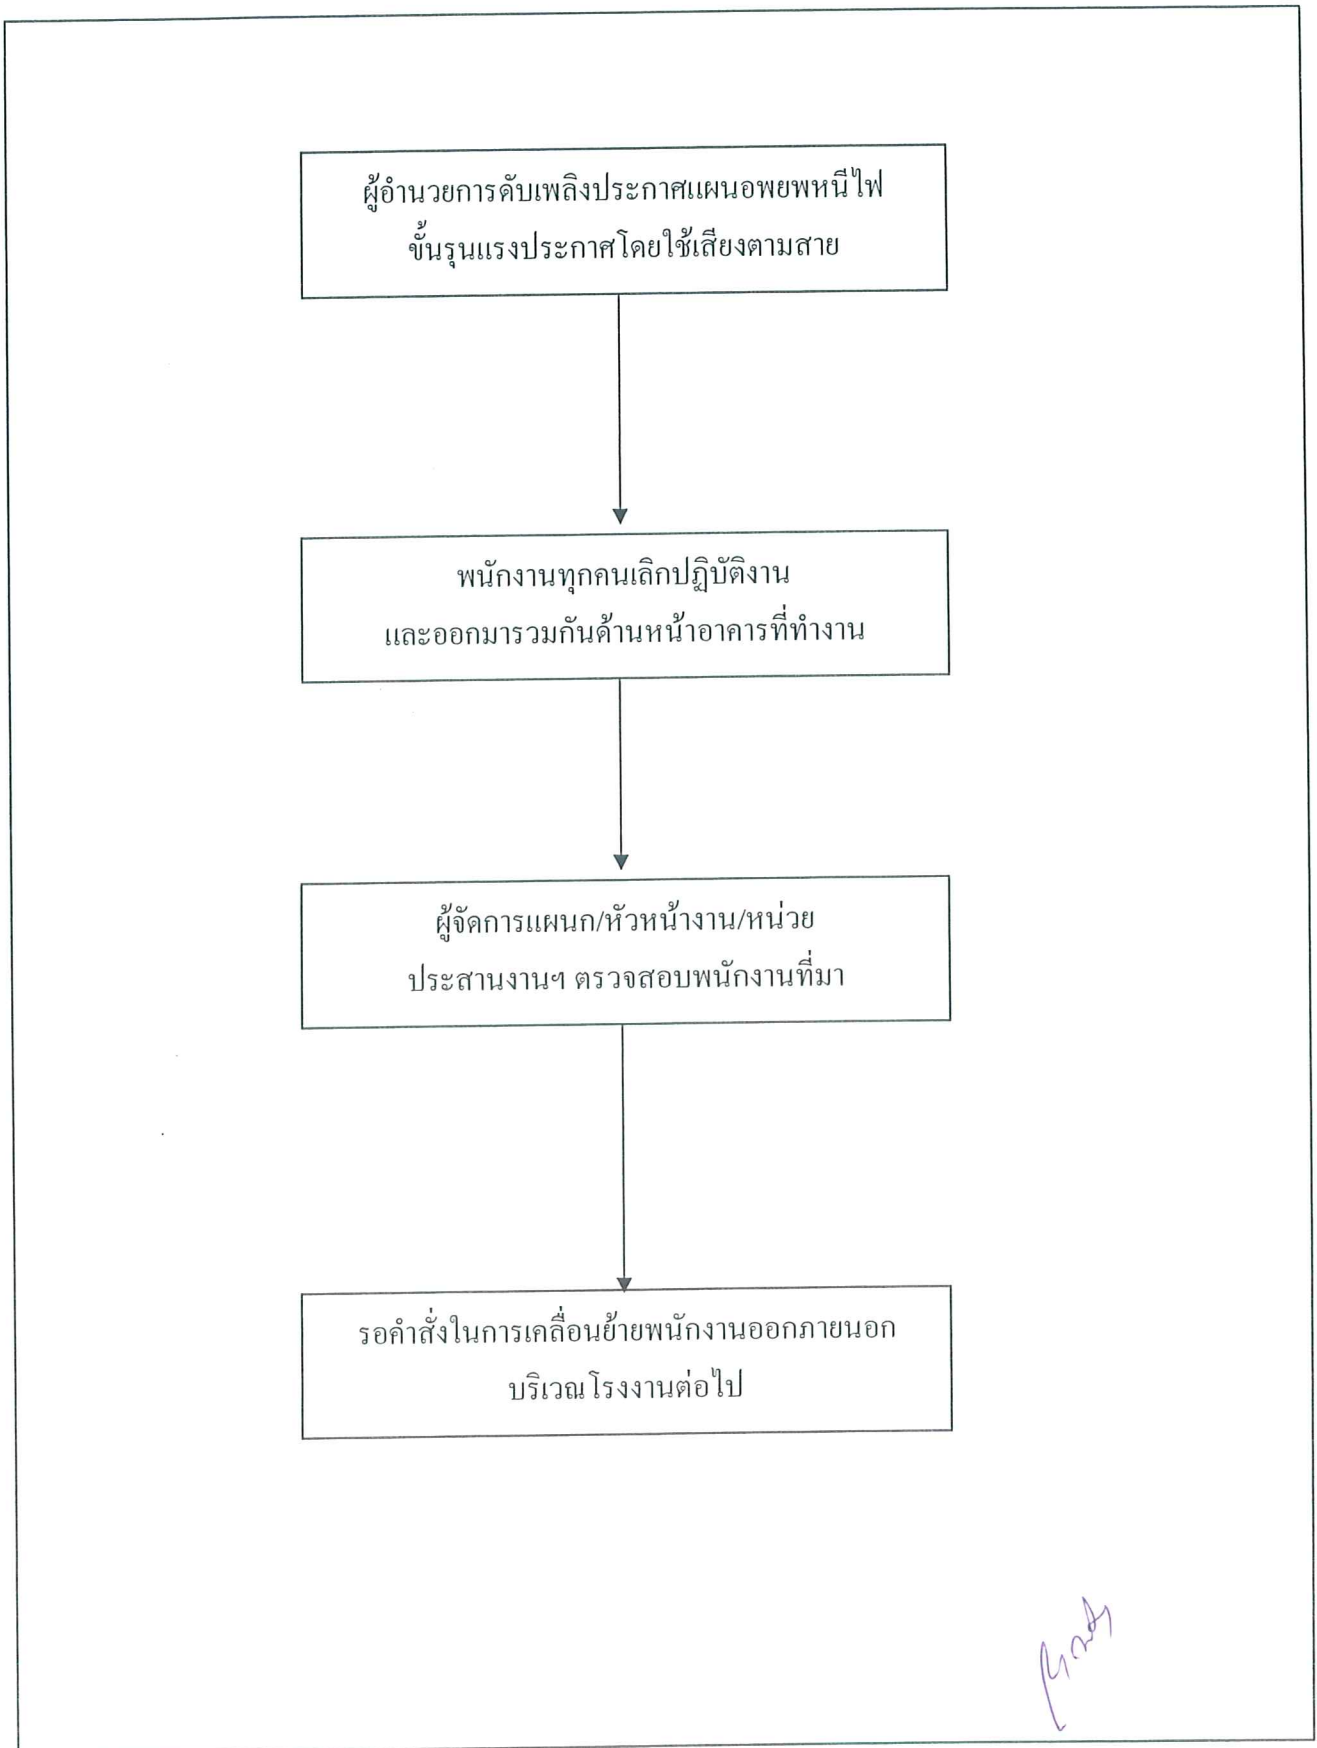 ผู้อำนวยการดับเพลิงประกาศแผนอพยพหนีไฟ
ขั้นรุนแรงประกาศโดยใช้เสียงตามสาย
พนักงานทุกคนเลิกปฏิบัติงาน
และออกมารวมกันด้านหน้าอาคารที่ทำงาน
ผู้จัดการแผนก/หัวหน้างาน/หน่วย
ประสานงานฯ ตรวจสอบพนักงานที่มา
รอคำสั่งในการเคลื่อนย้ายพนักงานออกภายนอก
บริเวณโรงงานต่อไป